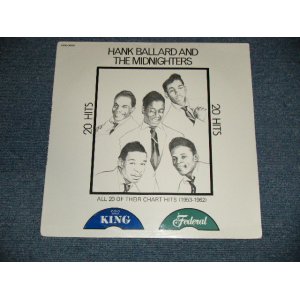 HANK BALLARD AND
THE MIDNIGHTERS
20 HITS
20 HITS
ALL 20 OF THEIR CHART HITS (1953-1962)
KING
Federal